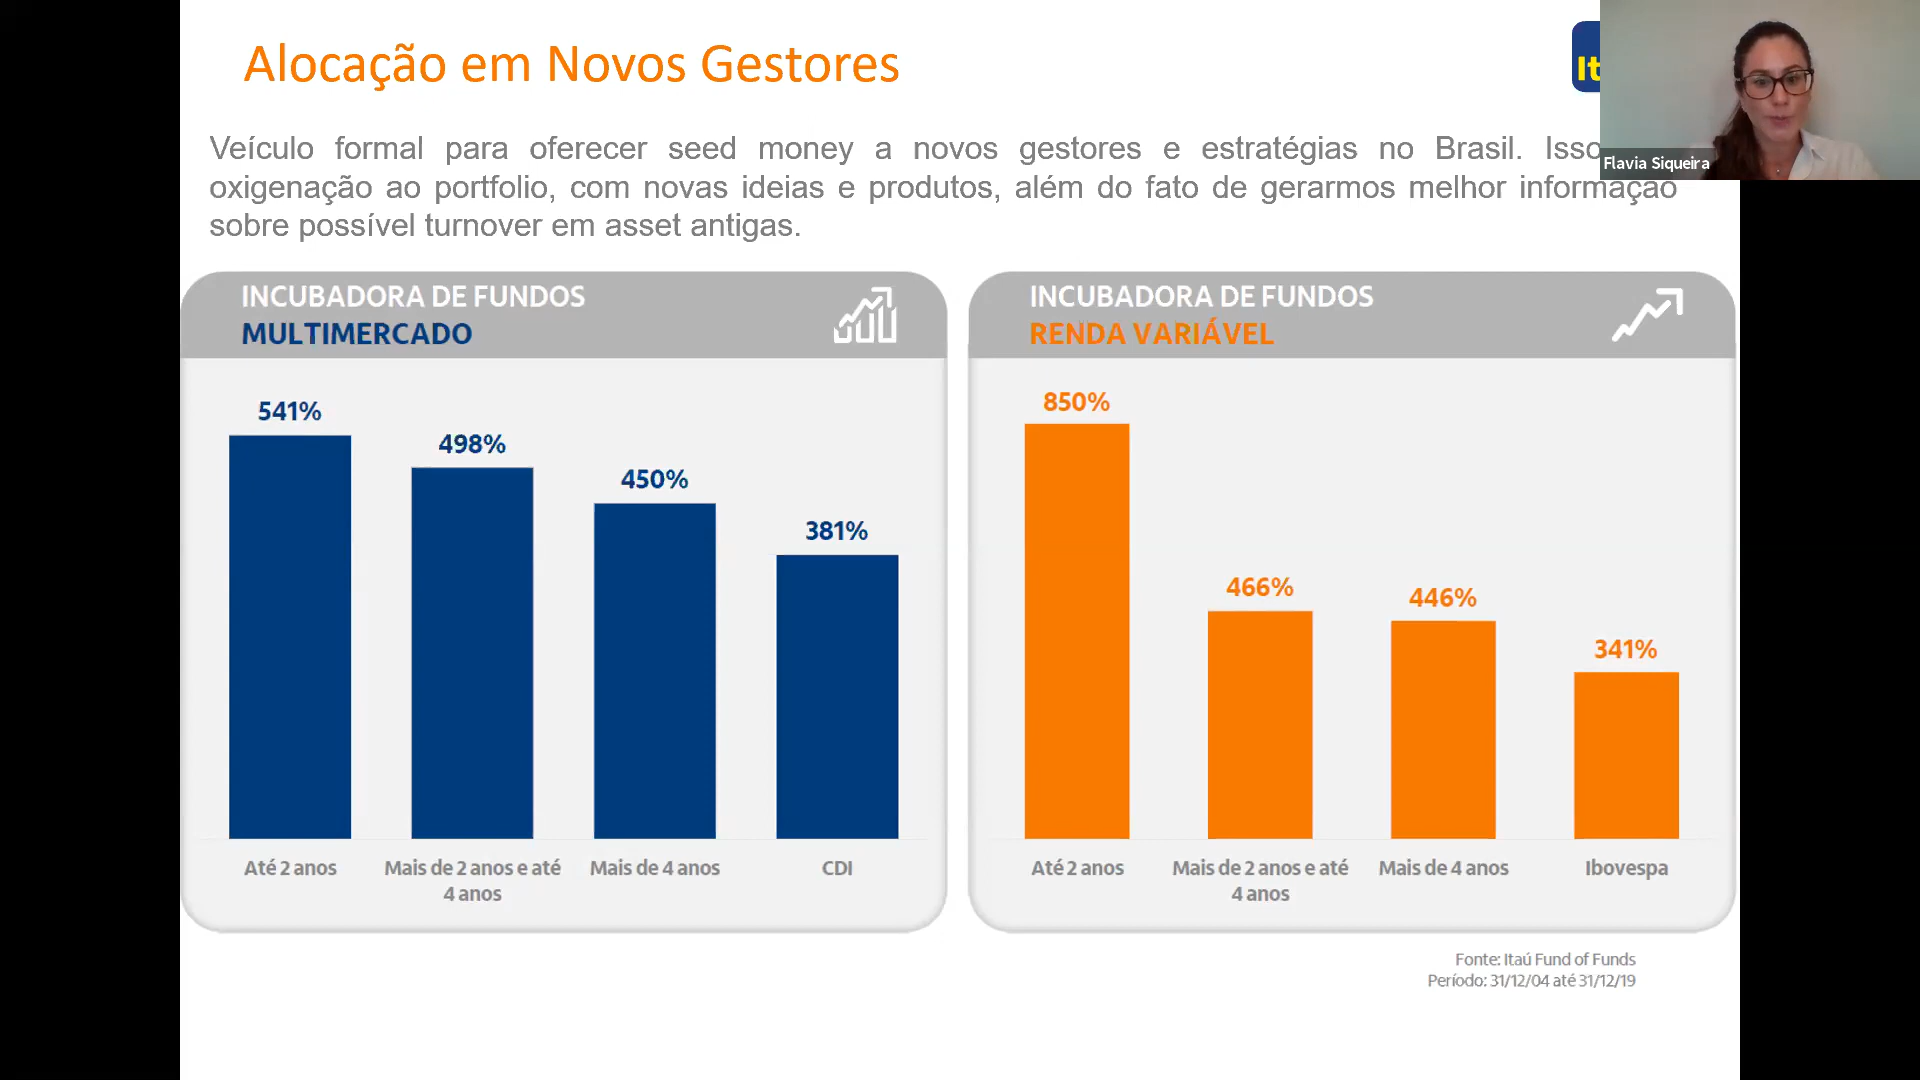 Alocação em Novos Gestores
It
Flavia Siqueira
Veículo formal para oferecer seed money a novos gestores e estratégias no Brasil. Isso
oxigenação ao portfolio, com novas ideias e produtos, além do fato de gerarmos melhor informação
sobre possível turnover em asset antigas.
INCUBADORA DE FUNDOS
MULTIMERCADO
541%
498%
450%
381%
Até 2 anos
Mais de 2 anos e até
4 anos
Mais de 4 anos
CDI
INCUBADORA DE FUNDOS
RENDA VARIÁVEL
850%
466%
446%
341%
Até 2 anos
Mais de 2 anos e até
4 anos
Mais de 4 anos
Ibovespa
Fonte: Itaú Fund of Funds
Período: 31/12/04 até 31/12/19